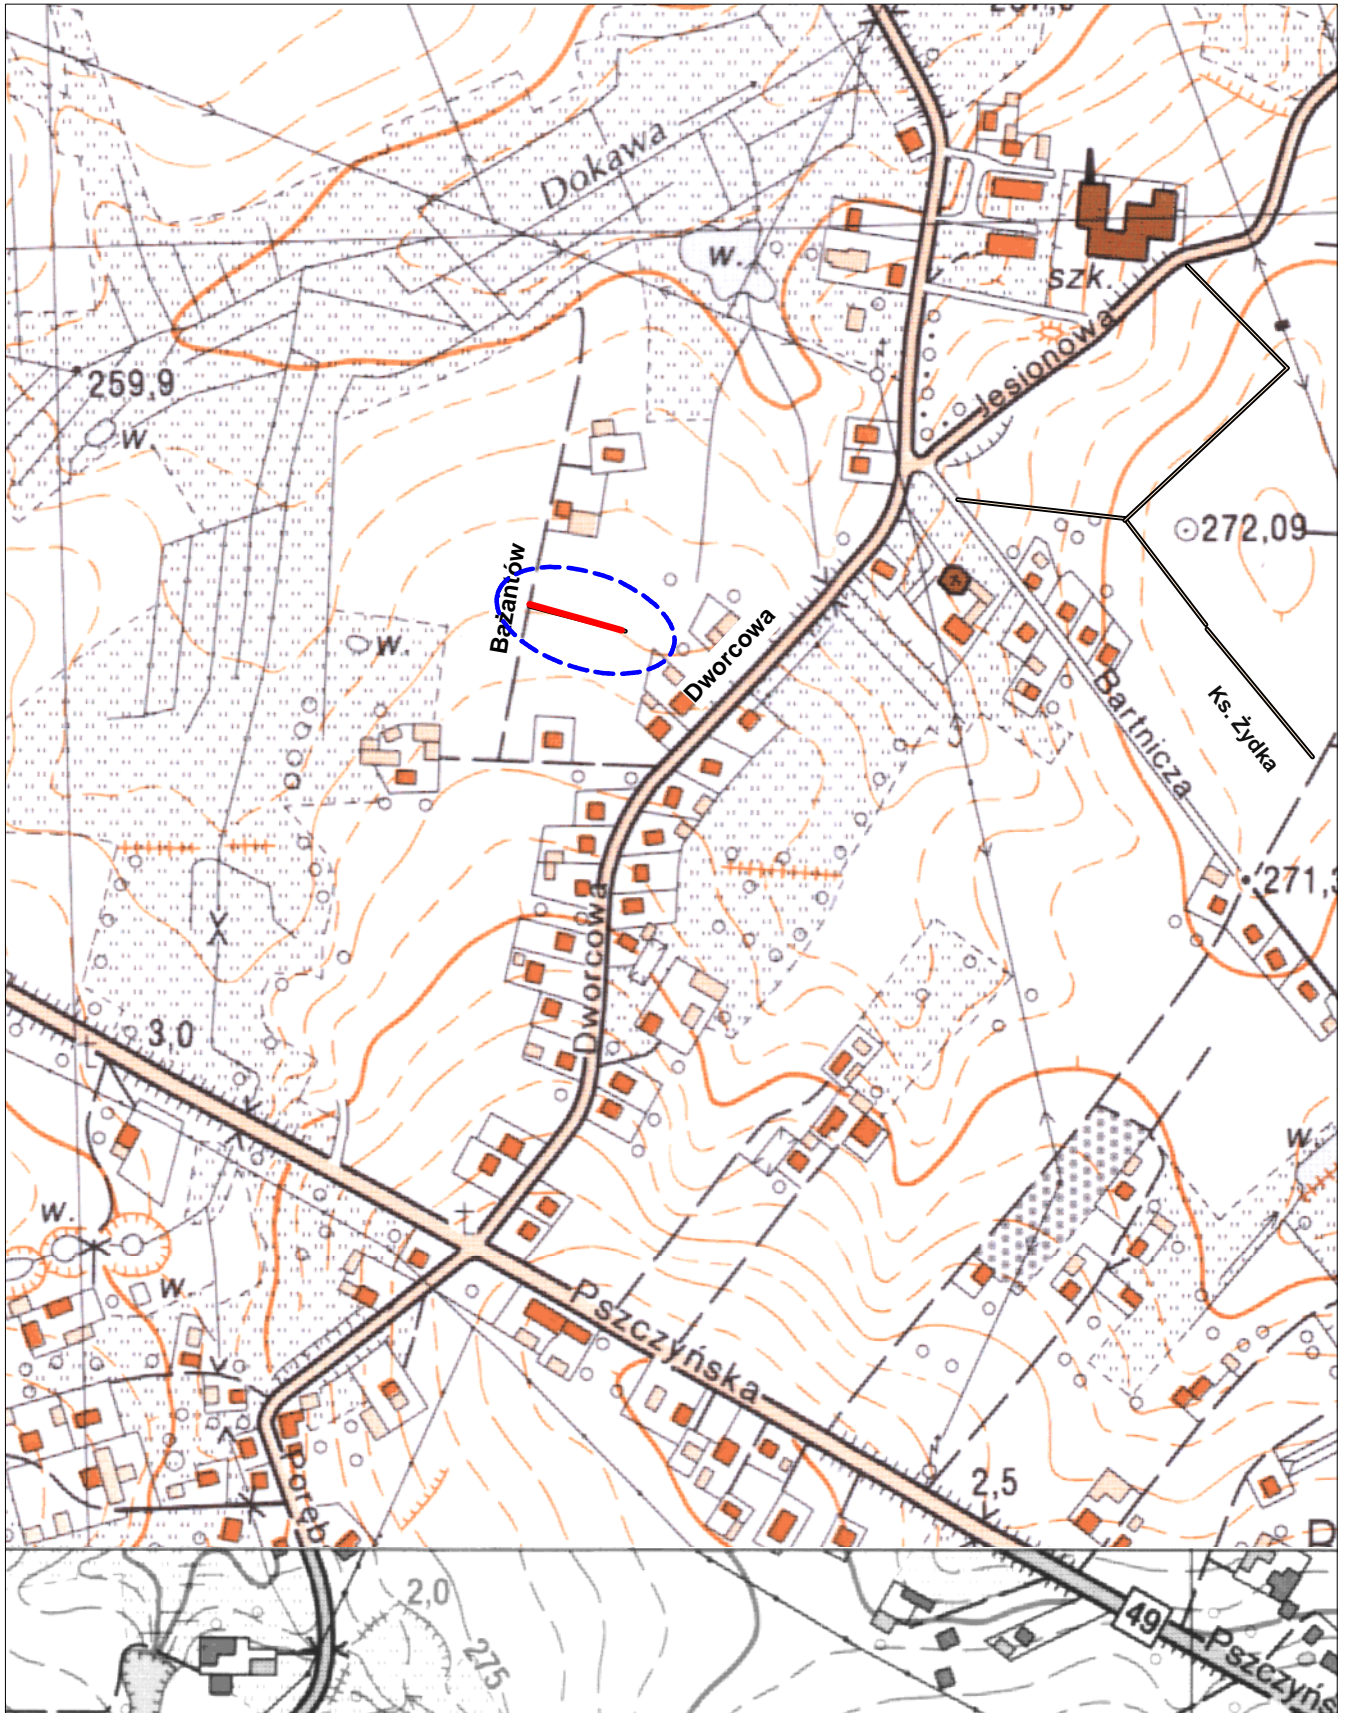 Dokawa
w.
szk.
Jesionowa
259,9
w.
272,09
Bażantów
w.
Dworcowa
Bartnicza
Ks. Żydka
271,
Dworcowa
3,0
w.
w.
w.
Pszczyńska
2,5
Poręb
2,0
275
49
Pszczyńs